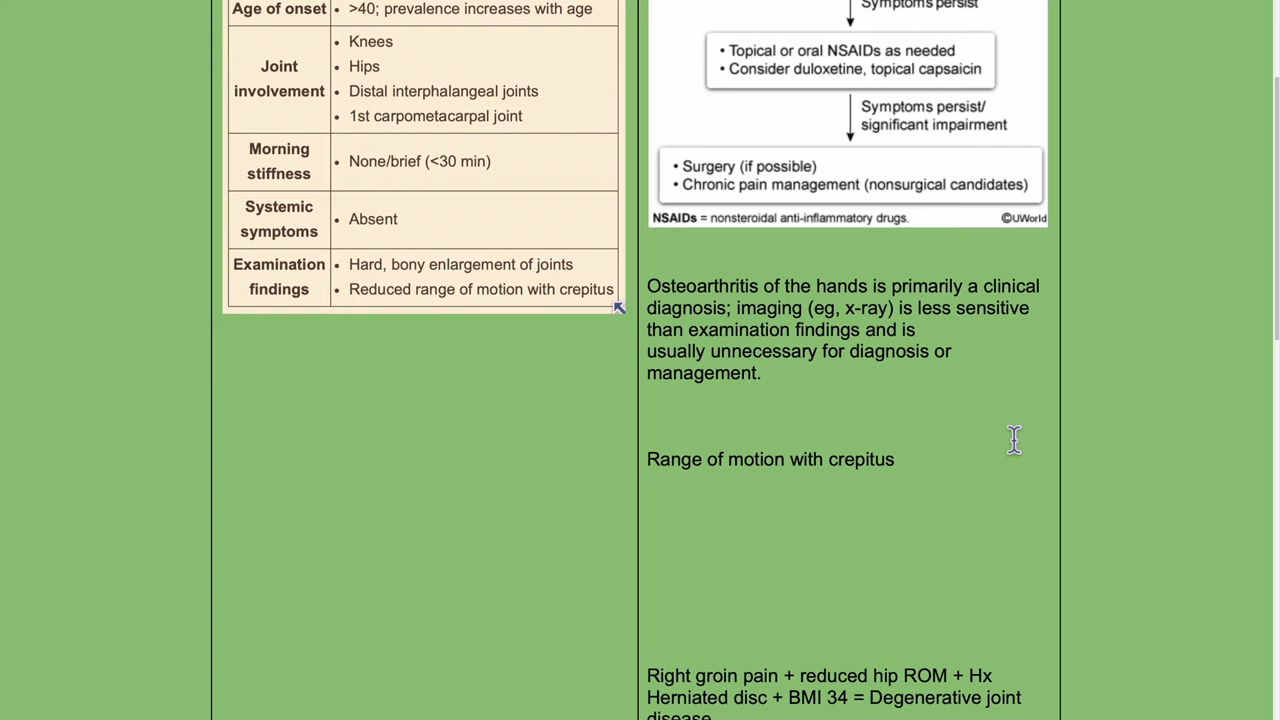 Age of onset • >40; prevalence increases with age
Joint involvement
• Knees
• Hips
• Distal interphalangeal joints
• 1st carpometacarpal joint
Morning stiffness
• None/brief (<30 min)
Systemic symptoms
• Absent
Examination findings
• Hard, bony enlargement of joints
• Reduced range of motion with crepitus
Symptoms persist
• Topical or oral NSAIDs as needed
• Consider duloxetine, topical capsaicin
Symptoms persist/
significant impairment
• Surgery (if possible)
• Chronic pain management (nonsurgical candidates)
NSAIDs = nonsteroidal anti-inflammatory drugs. ©UWorld
Osteoarthritis of the hands is primarily a clinical
diagnosis; imaging (eg, x-ray) is less sensitive
than examination findings and is
usually unnecessary for diagnosis or
management.
Range of motion with crepitus
Right groin pain + reduced hip ROM + Hx
Herniated disc + BMI 34 = Degenerative joint
disease